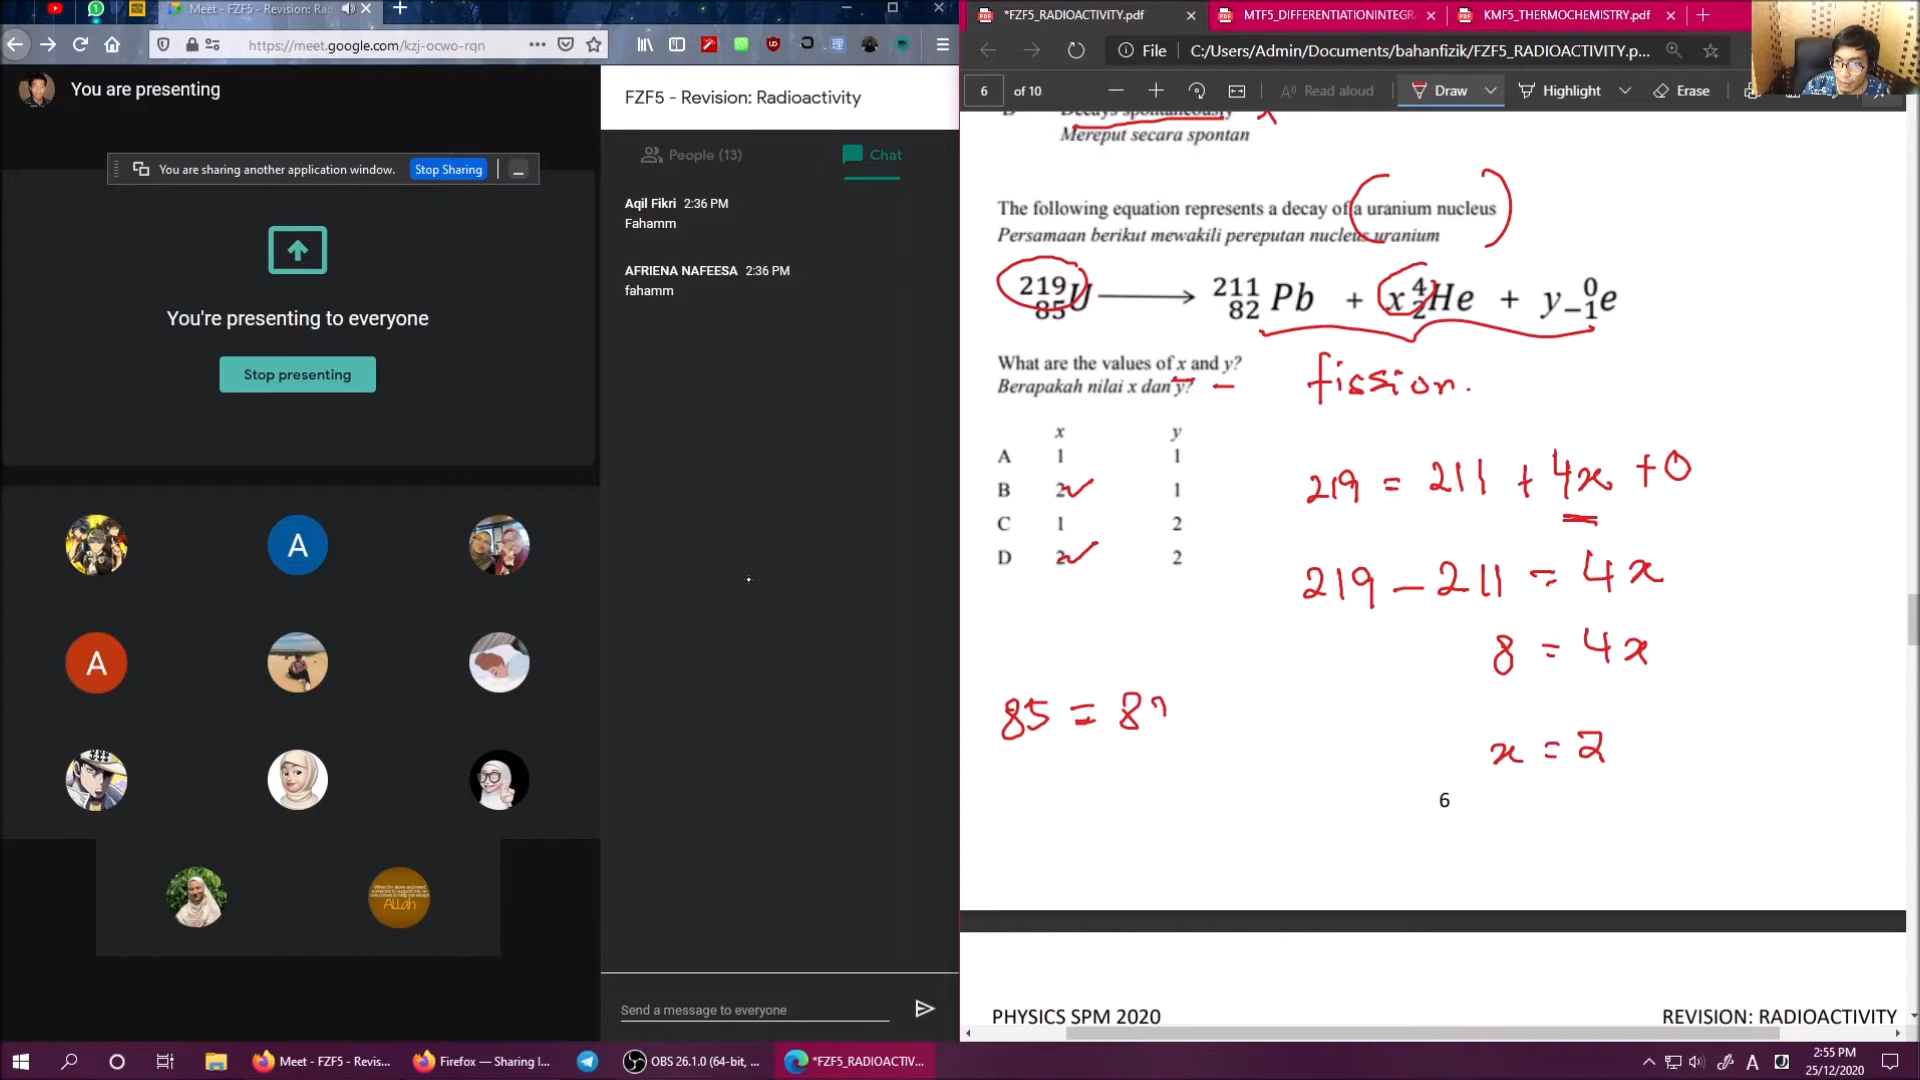 Meet - FZF5 - Revision: Rad
https://meet.google.com/kzj-ocwo-rqn
You are presenting
You are sharing another application window.
Stop Sharing
You're presenting to everyone
Stop presenting
A
A
ALLah
FZF5 - Revision: Radioactivity
People (13)
Chat
Aqil Fikri 2:36 PM
Fahamm
AFRIENA NAFEESA 2:36 PM
fahamm
Send a message to everyone
*FZF5_RADIOACTIVITY.pdf
MTF5_DIFFERENTIATIONINTEGR
KMF5_THERMOCHEMISTRY.pdf
File
C:/Users/Admin/Documents/bahanfizik/FZF5_RADIOACTIVITY.p...
6 of 10
Read aloud
Draw
Highlight
Erase
Decays spontaneously x
Mereput secara spontan
The following equation represents a decay of a uranium nucleus
Persamaan berikut mewakili pereputan nucleus uranium
219 85 U → 211 82 Pb + x 4 2 He + y 0 -1 e
What are the values of x and y?
Berapakah nilai x dan y?
fission.
x y
A 1 1
B 2 ✓ 1
C 1 2
D 2 ✓ 2
219 = 211 + 4x + 0
219 - 211 = 4x
8 = 4x
85 = 8
x = 2
6
PHYSICS SPM 2020
REVISION: RADIOACTIVITY
Meet - FZF5 - Revis...
Firefox — Sharing I...
OBS 26.1.0 (64-bit, ...
*FZF5_RADIOACTIV...
A
2:55 PM
25/12/2020